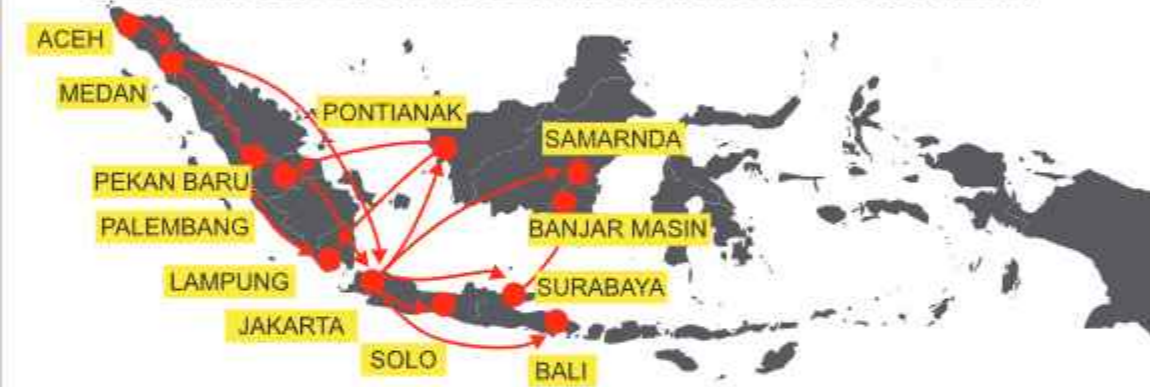 ACEH
MEDAN
PONTIANAK
SAMARNDA
PEKAN BARU
PALEMBANG
BANJAR MASIN
LAMPUNG
SURABAYA
JAKARTA
SOLO
BALI